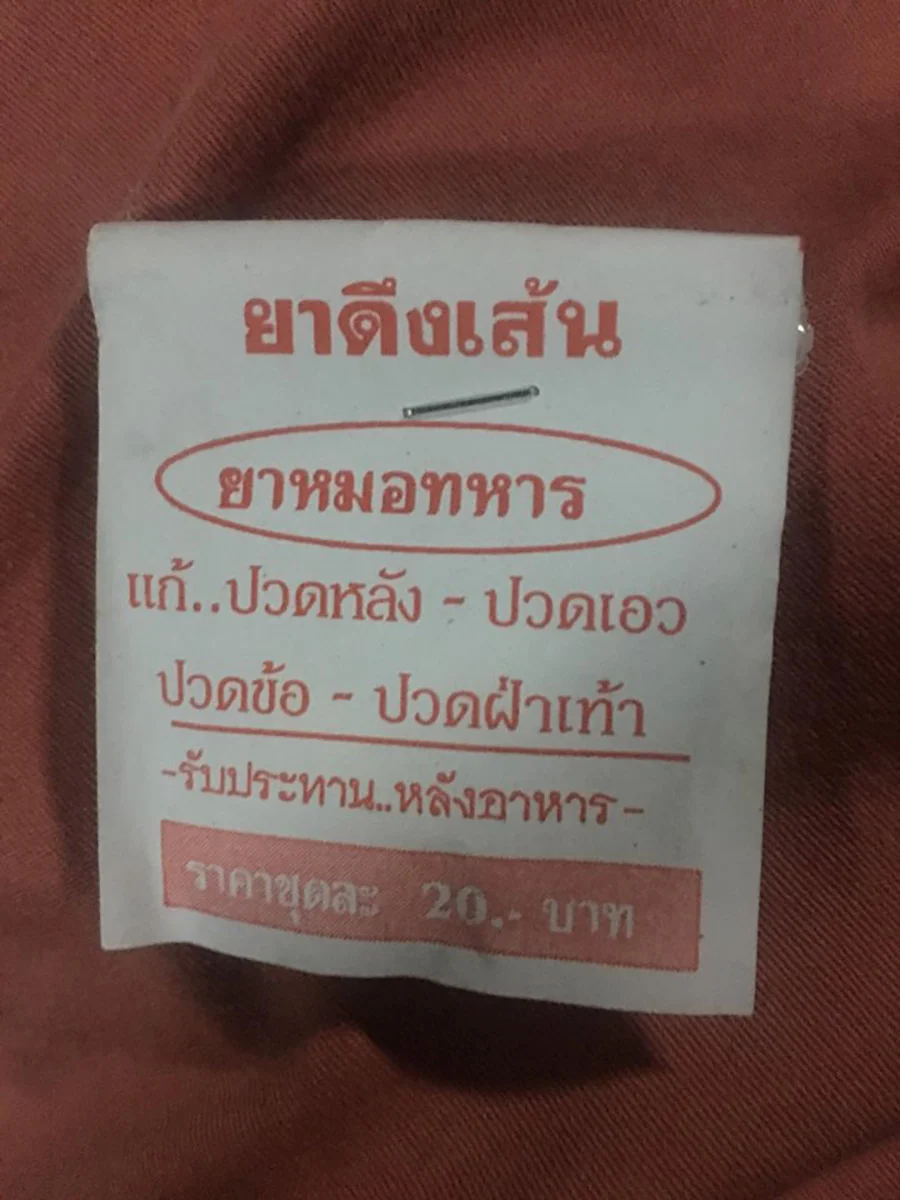 ยาดึงเส้น
ยาหมอทหาร
แก้..ปวดหลัง - ปวดเอว
ปวดข้อ - ปวดฝ่าเท้า
-รับประทาน..หลังอาหาร-
ราคาชุดละ 20.- บาท